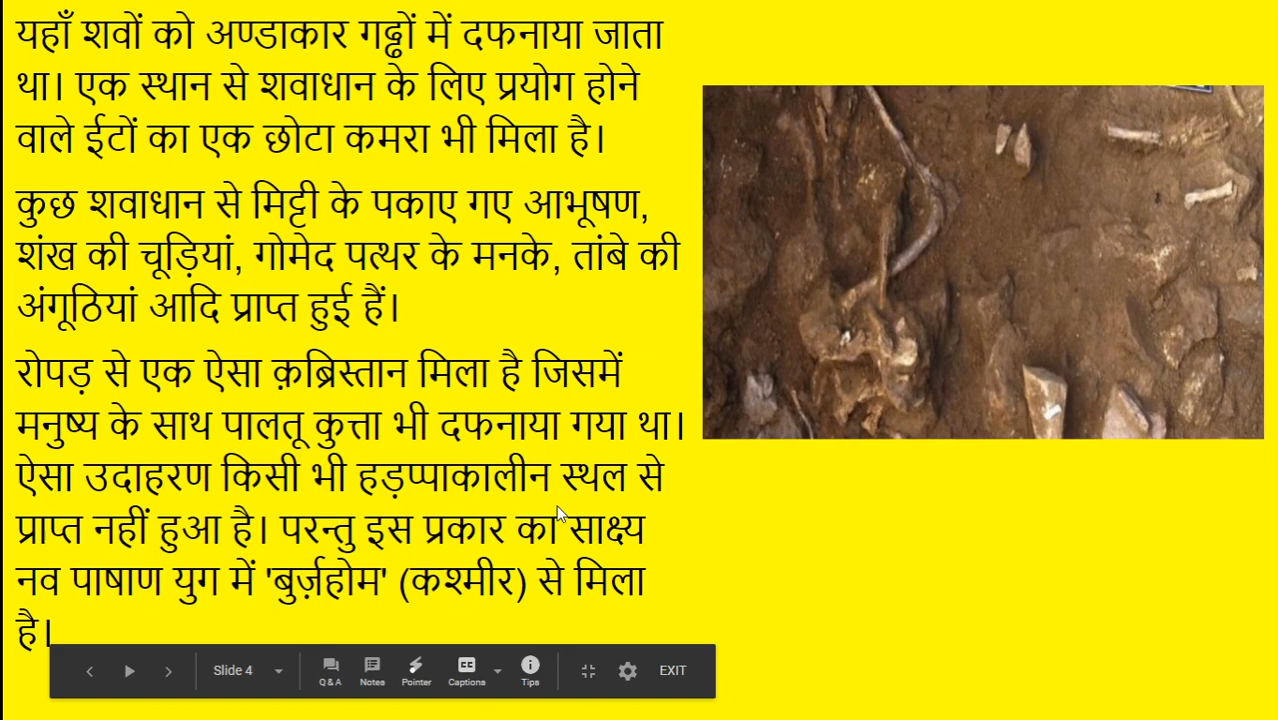 यहाँ शवों को अण्डाकार गढ्ढों में दफनाया जाता
था। एक स्थान से शवाधान के लिए प्रयोग होने
वाले ईटों का एक छोटा कमरा भी मिला है।
कुछ शवाधान से मिट्टी के पकाए गए आभूषण,
शंख की चूड़ियां, गोमेद पत्थर के मनके, तांबे की
अंगूठियां आदि प्राप्त हुई हैं।
रोपड़ से एक ऐसा क़ब्रिस्तान मिला है जिसमें
मनुष्य के साथ पालतू कुत्ता भी दफनाया गया था।
ऐसा उदाहरण किसी भी हड़प्पाकालीन स्थल से
प्राप्त नहीं हुआ है। परन्तु इस प्रकार का साक्ष्य
नव पाषाण युग में 'बुर्ज़होम' (कश्मीर) से मिला
है।
Slide 4 Q & A Notes Pointer CC Captions Tips EXIT